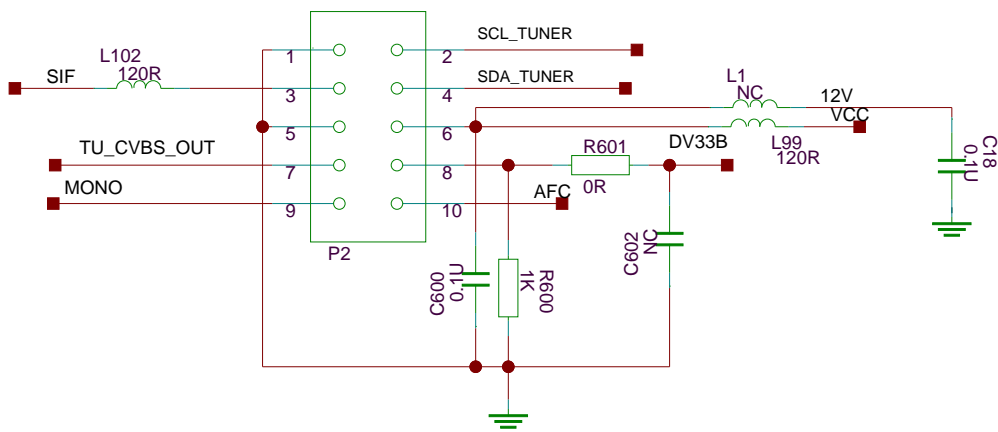 SCL_TUNER
1
2
L102
120R
SIF
SDA_TUNER
3
4
L1
NC
12V
VCC
5
6
L99
120R
TU_CVBS_OUT
7
8
R601
0R
DV33B
C18
0.1U
MONO
9
10
AFC
P2
C600
0.1U
R600
1K
C602
NC